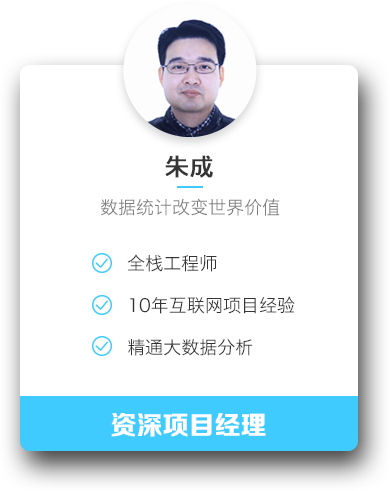 朱成
数据统计改变世界价值
全栈工程师
10年互联网项目经验
精通大数据分析
资深项目经理